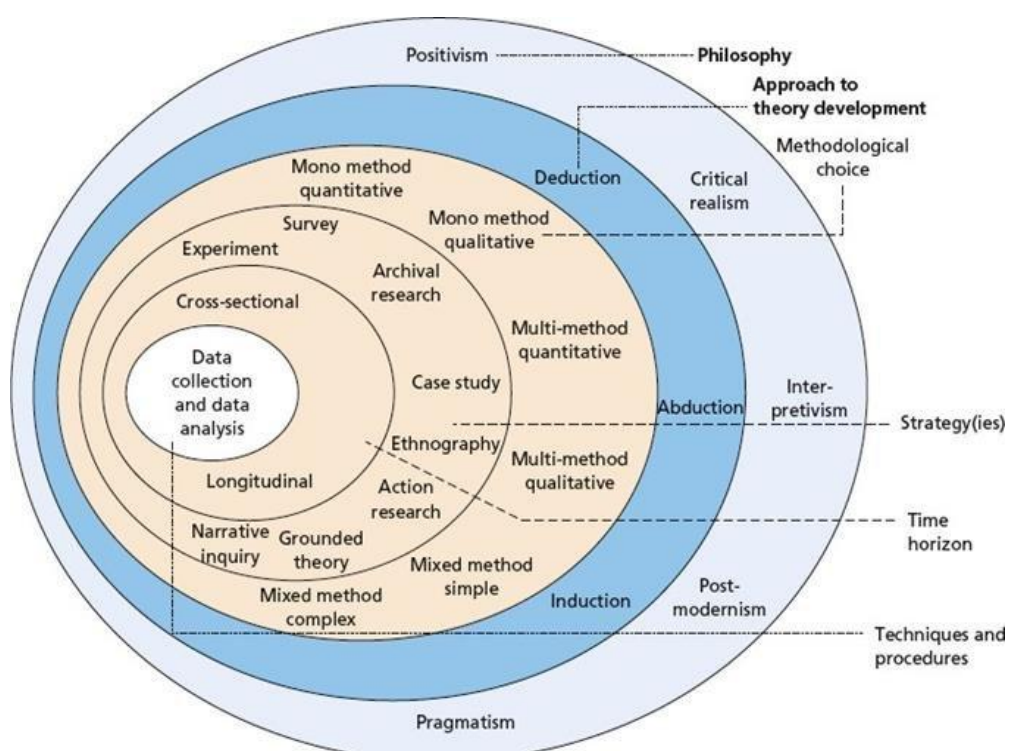 Positivism
Philosophy
Approach to
theory development
Methodological
choice
Mono method
quantitative
Deduction
Critical
realism
Survey
Mono method
qualitative
Experiment
Archival
research
Cross-sectional
Multi-method
quantitative
Data
collection
and data
analysis
Case study
Abduction
Inter-
pretivism
Strategy(ies)
Ethnography
Multi-method
qualitative
Longitudinal
Action
research
Time
horizon
Narrative
inquiry
Grounded
theory
Mixed method
simple
Mixed method
complex
Induction
Post-
modernism
Techniques and
procedures
Pragmatism